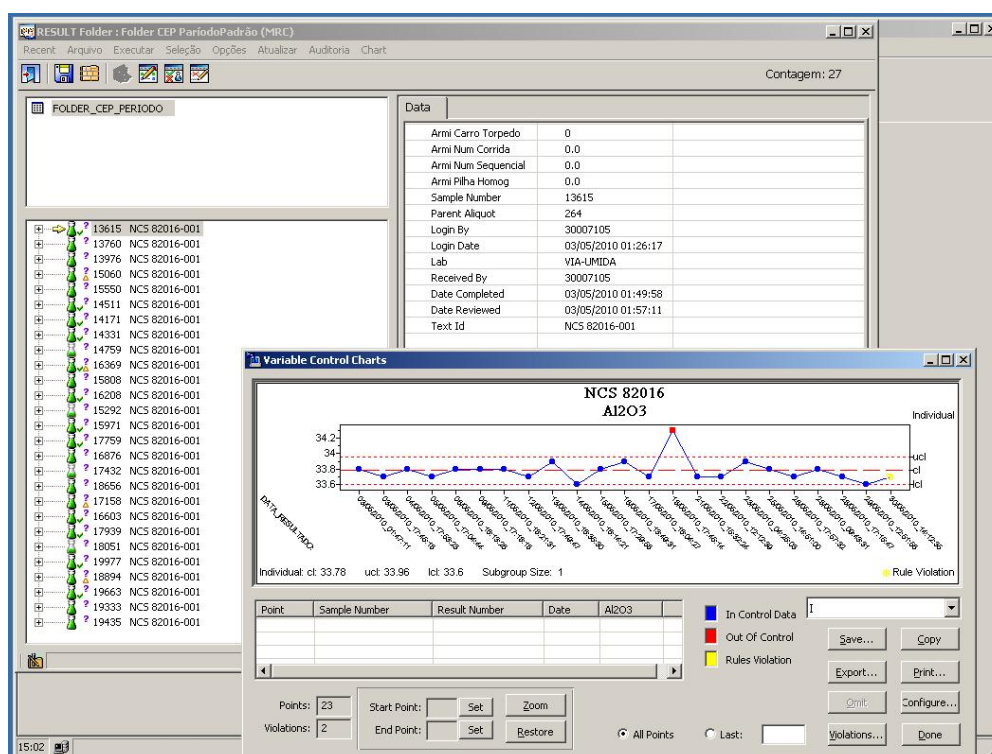 RESULT Folder : Folder CEP ParíodoPadrão (MRC)
Recent Arquivo Executar Seleção Opções Atualizar Auditoria Chart
Contagem: 27
FOLDER_CEP_PERIODO
Data
Armi Carro Torpedo 0
Armi Num Corrida 0.0
Armi Num Sequencial 0.0
Armi Pilha Homog 0.0
Sample Number 13615
Parent Aliquot 264
Login By 30007105
Login Date 03/05/2010 01:26:17
Lab VIA-UMIDA
Received By 30007105
Date Completed 03/05/2010 01:49:58
Date Reviewed 03/05/2010 01:57:11
Text Id NCS 82016-001
13615 NCS 82016-001
13760 NCS 82016-001
13976 NCS 82016-001
15060 NCS 82016-001
15550 NCS 82016-001
14511 NCS 82016-001
14171 NCS 82016-001
14331 NCS 82016-001
14759 NCS 82016-001
16369 NCS 82016-001
15808 NCS 82016-001
16208 NCS 82016-001
15292 NCS 82016-001
15971 NCS 82016-001
17759 NCS 82016-001
16876 NCS 82016-001
17432 NCS 82016-001
18656 NCS 82016-001
17158 NCS 82016-001
16603 NCS 82016-001
17939 NCS 82016-001
18051 NCS 82016-001
19977 NCS 82016-001
18894 NCS 82016-001
19663 NCS 82016-001
19333 NCS 82016-001
19435 NCS 82016-001
Variable Control Charts
NCS 82016
Al2O3
Individual
34.2
34
33.8
33.6
ucl
cl
lcl
DATA_RESULTADO:
Individual: cl: 33.78 ucl: 33.96 lcl: 33.6 Subgroup Size: 1
Rule Violation
Point Sample Number Result Number Date Al2O3
In Control Data
Out Of Control
Rules Violation
I
Save... Copy
Export... Print...
Omit Configure...
Violations... Done
Points: 23
Violations: 2
Start Point: Set Zoom
End Point: Set Restore
All Points Last:
15:02